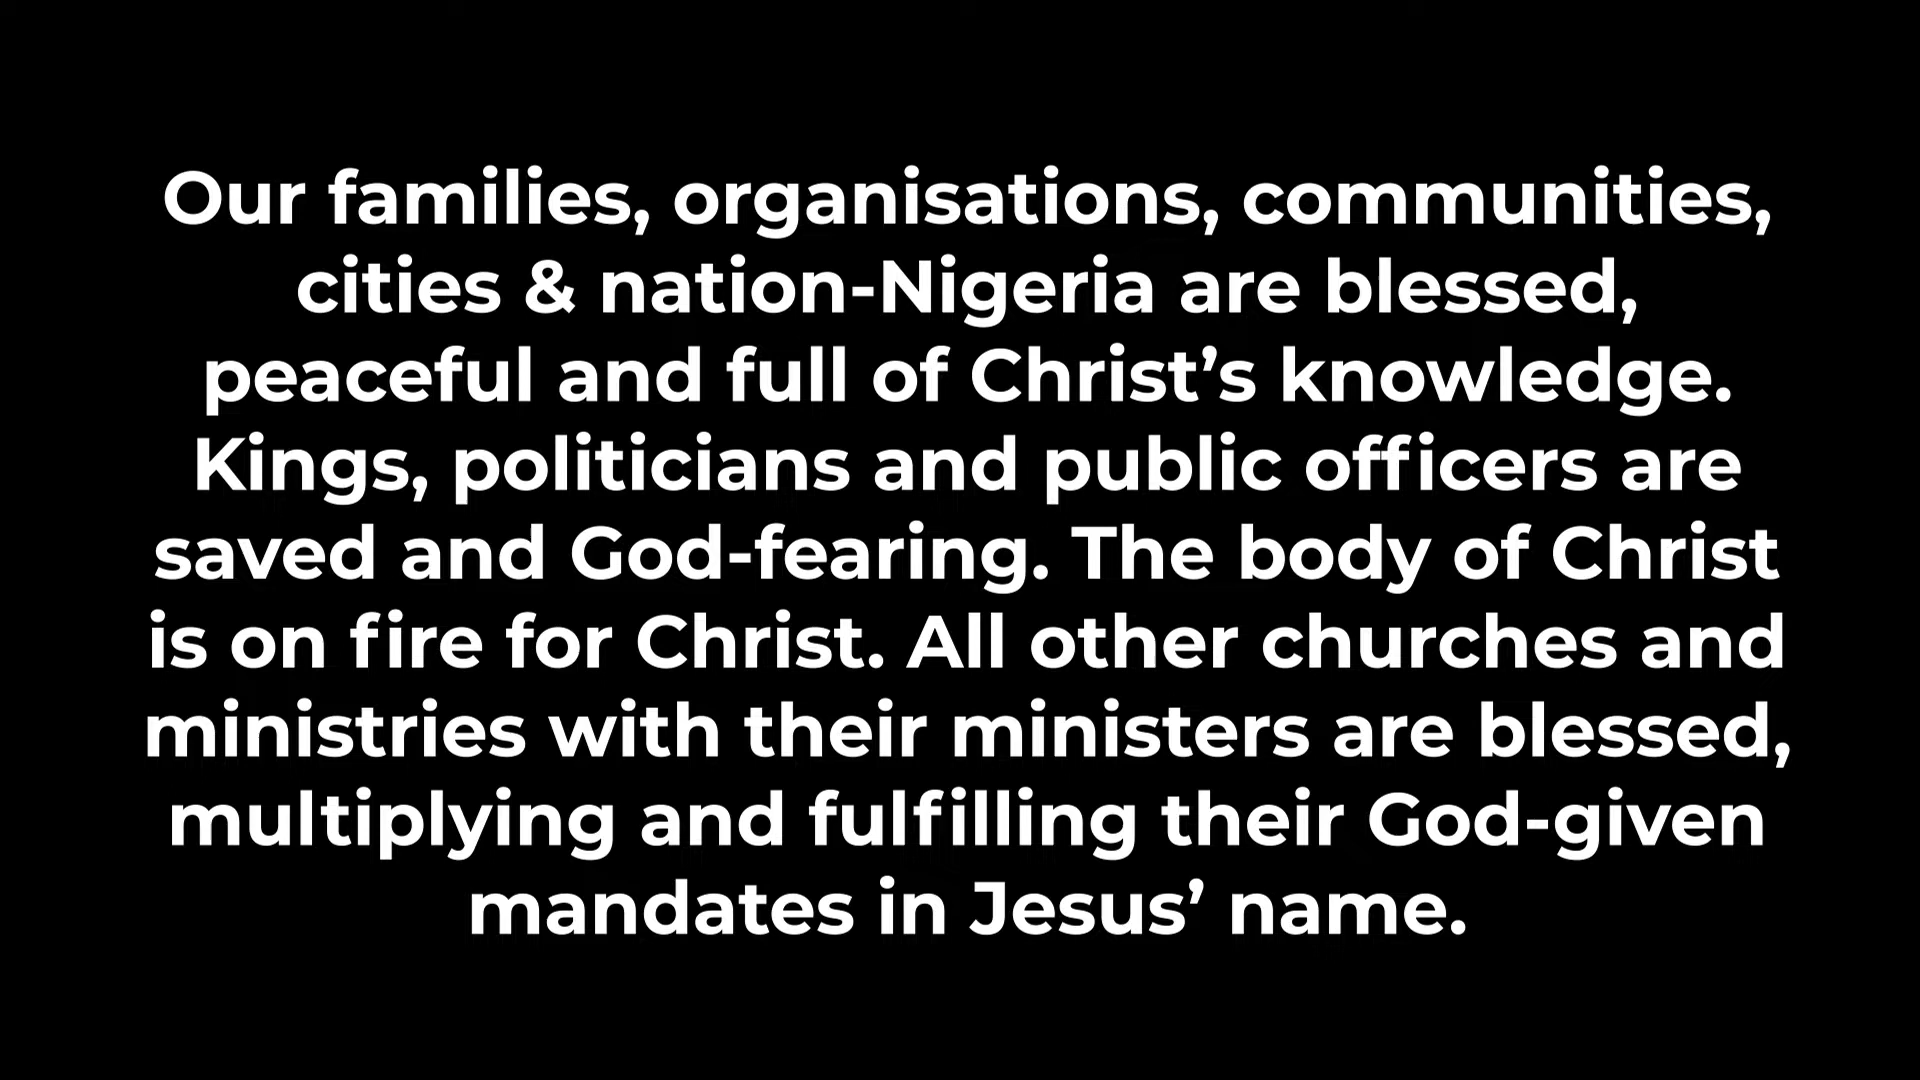 Our families, organisations, communities,
cities & nation-Nigeria are blessed,
peaceful and full of Christ’s knowledge.
Kings, politicians and public officers are
saved and God-fearing. The body of Christ
is on fire for Christ. All other churches and
ministries with their ministers are blessed,
multiplying and fulfilling their God-given
mandates in Jesus’ name.